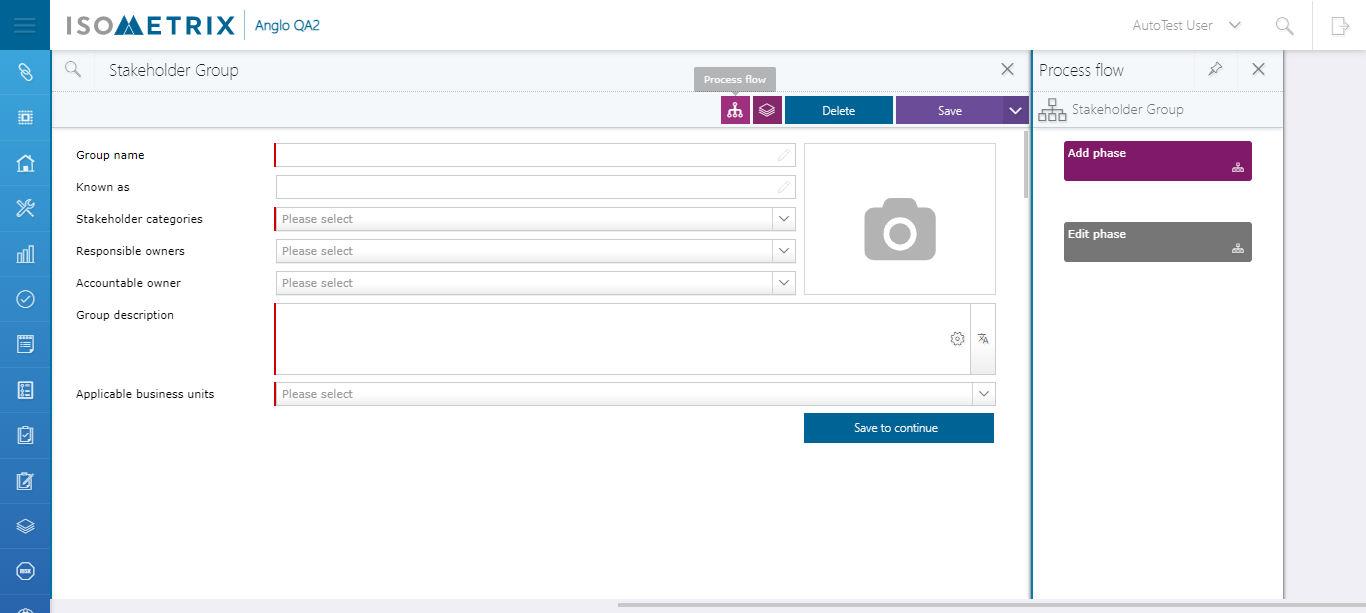 ISOMETRIX Anglo QA2 AutoTest User
Stakeholder Group
Process flow
Delete Save
Group name
Known as
Stakeholder categories Please select
Responsible owners Please select
Accountable owner Please select
Group description
Applicable business units Please select
Save to continue
Process flow
Stakeholder Group
Add phase
Edit phase
RISK